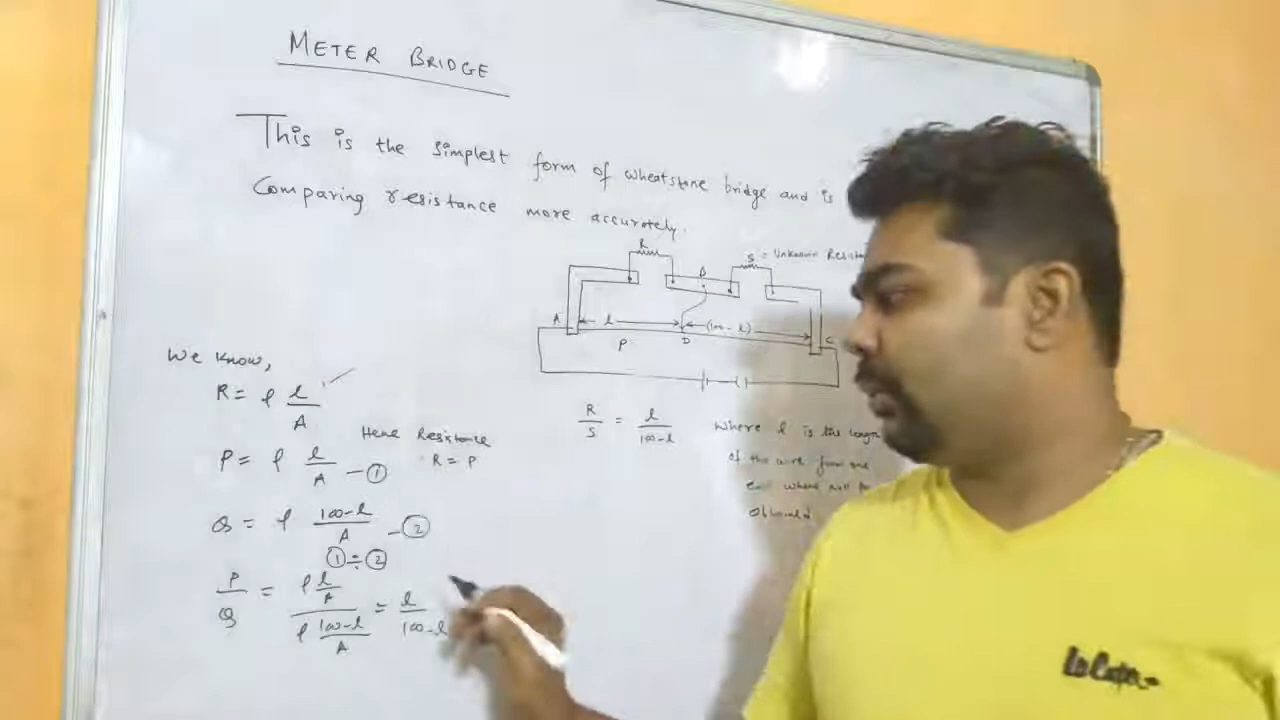 METER BRIDGE
This is the simplest form of wheatstone bridge and is
Comparing resistance more accurately.
R
S = Unknown Resista
B
A l (100-l) C
P D
We know,
R = ρ l/A
Here Resistance
R = P
P = ρ l/A - ①
Q = ρ 100-l/A - ②
① ÷ ②
P/Q = ρ l/A / ρ 100-l/A = l/100-l
R/S = l/100-l
where l is the
of the wire from one
end where null
obtained